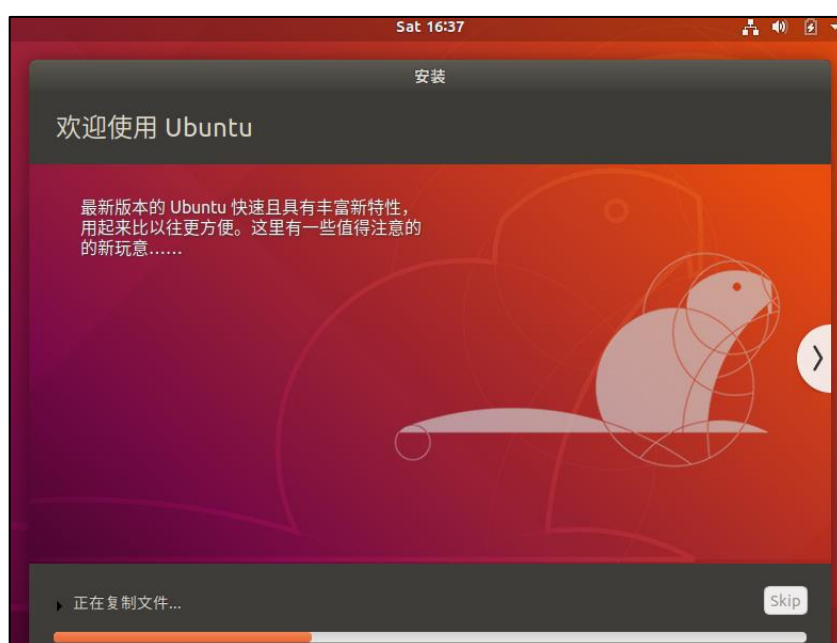 Sat 16:37
安装
欢迎使用 Ubuntu
最新版本的 Ubuntu 快速且具有丰富新特性，
用起来比以往更方便。这里有一些值得注意的
的新玩意……
正在复制文件...
Skip